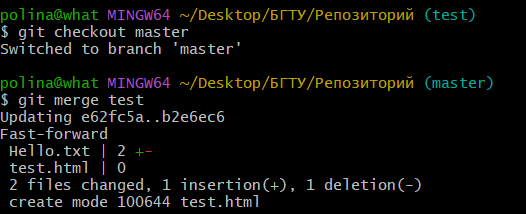 polina@what MINGW64 ~/Desktop/БГТУ/Репозиторий (test)
$ git checkout master
Switched to branch 'master'
polina@what MINGW64 ~/Desktop/БГТУ/Репозиторий (master)
$ git merge test
Updating e62fc5a..b2e6ec6
Fast-forward
 Hello.txt | 2 +-
 test.html | 0
 2 files changed, 1 insertion(+), 1 deletion(-)
 create mode 100644 test.html